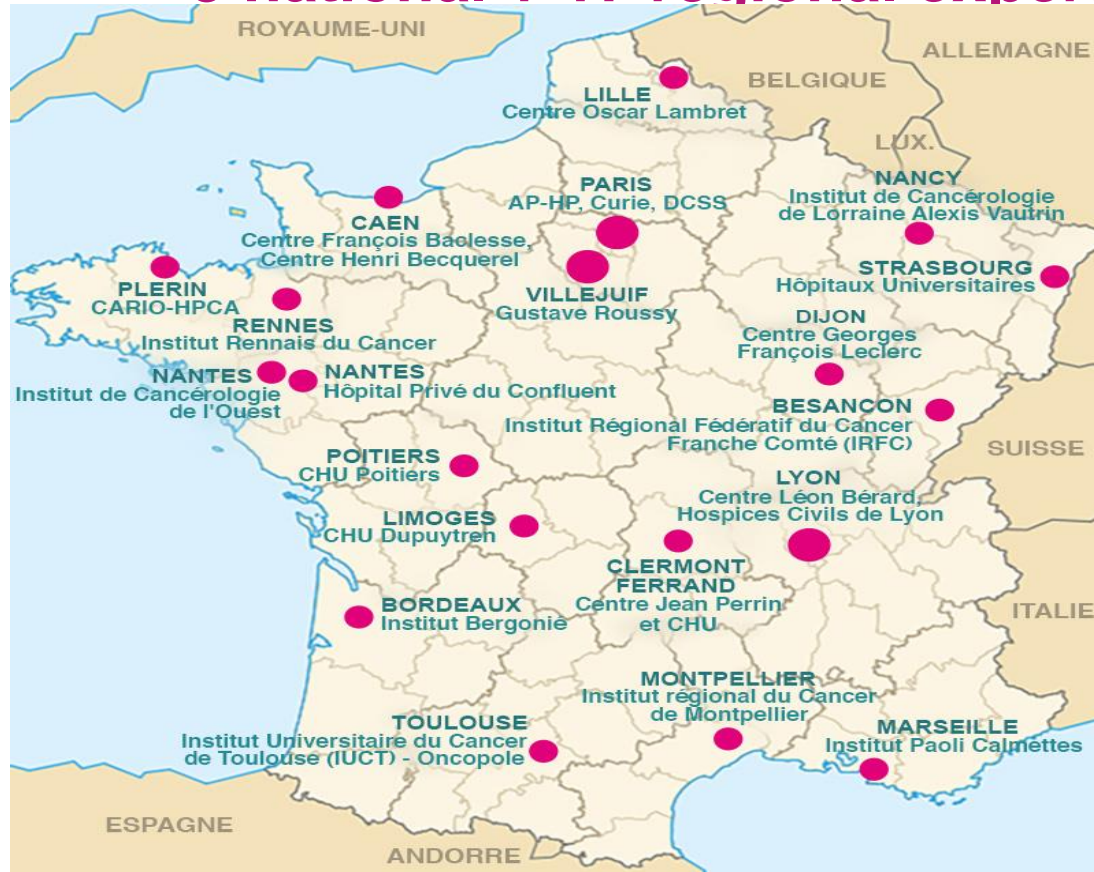 national
regional
ROYAUME-UNI
ALLEMAGNE
BELGIQUE
LILLE
Centre Oscar Lambret
LUX.
PARIS
AP-HP, Curie, DCSS
NANCY
Institut de Cancérologie
de Lorraine Alexis Vautrin
CAEN
Centre François Baclesse,
Centre Henri Becquerel
STRASBOURG
Hôpitaux Universitaires
PLERIN
CARIO-HPCA
VILLEJUIF
Gustave Roussy
RENNES
Institut Rennais du Cancer
DIJON
Centre Georges
François Leclerc
NANTES
Institut de Cancérologie
de l'Ouest
NANTES
Hôpital Privé du Confluent
BESANCON
Institut Régional Fédératif du Cancer
Franche Comté (IRFC)
SUISSE
POITIERS
CHU Poitiers
LYON
Centre Léon Bérard,
Hospices Civils de Lyon
LIMOGES
CHU Dupuytren
CLERMONT
FERRAND
Centre Jean Perrin
et CHU
BORDEAUX
Institut Bergonié
ITALIE
MONTPELLIER
Institut régional du Cancer
de Montpellier
TOULOUSE
Institut Universitaire du Cancer
de Toulouse (IUCT) - Oncopole
MARSEILLE
Institut Paoli Calmettes
ESPAGNE
ANDORRE